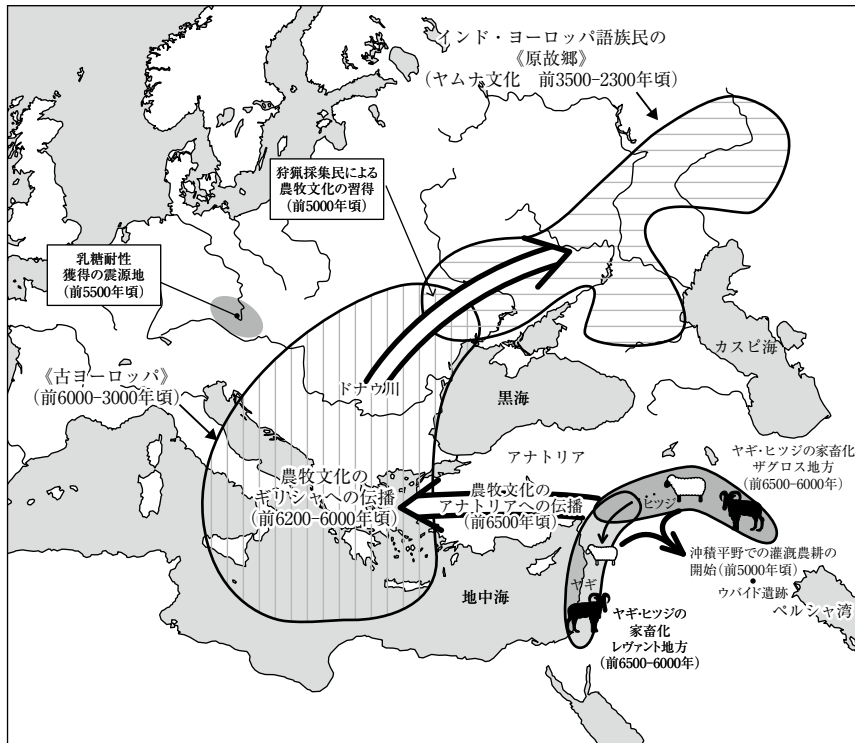 インド・ヨーロッパ語族民の
《原故郷》
(ヤムナ文化　前3500-2300年頃)
狩猟採集民による
農牧文化の習得
(前5000年頃)
乳糖耐性
獲得の震源地
(前5500年頃)
《古ヨーロッパ》
(前6000-3000年頃)
ドナウ川
黒海
カスピ海
アナトリア
農牧文化の
ギリシャへの伝播
(前6200-6000年頃)
農牧文化の
アナトリアへの伝播
(前6500年頃)
ヤギ・ヒツジの家畜化
ザグロス地方
(前6500-6000年)
ヒツジ
沖積平野での灌漑農耕の
開始(前5000年頃)
ウバイド遺跡
ペルシャ湾
ヤギ
地中海
ヤギ・ヒツジの
家畜化
レヴァント地方
(前6500-6000年)